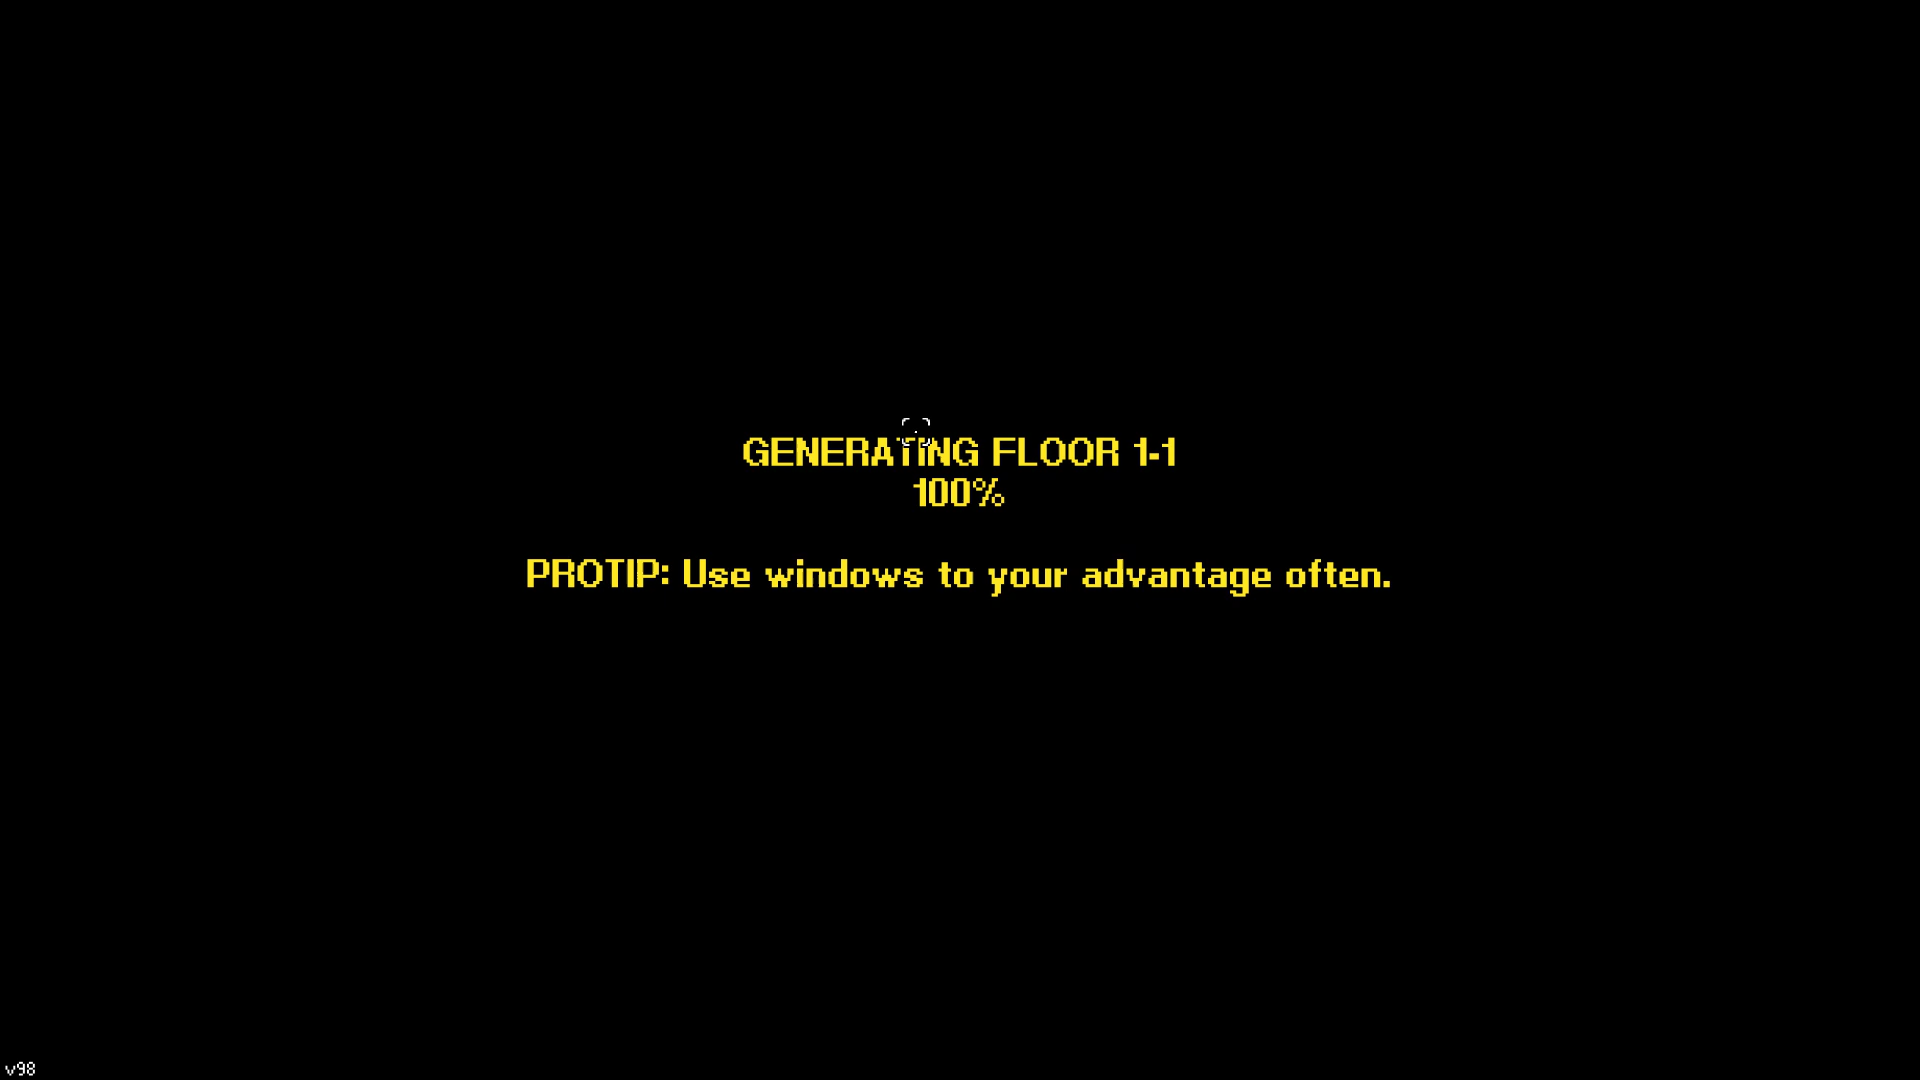 GENERATING FLOOR 1-1
100%
PROTIP: Use windows to your advantage often.
v98